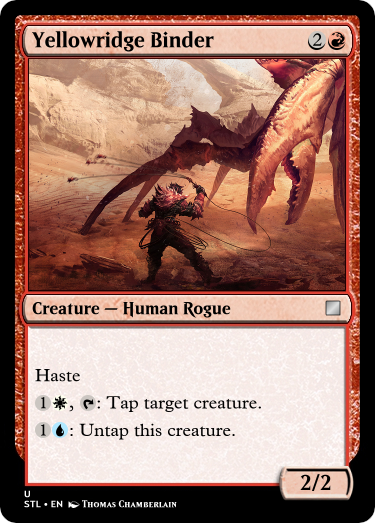 Yellowridge Binder 2
Creature — Human Rogue
Haste
1, : Tap target creature.
1: Untap this creature.
2/2
U
STL • EN Thomas Chamberlain